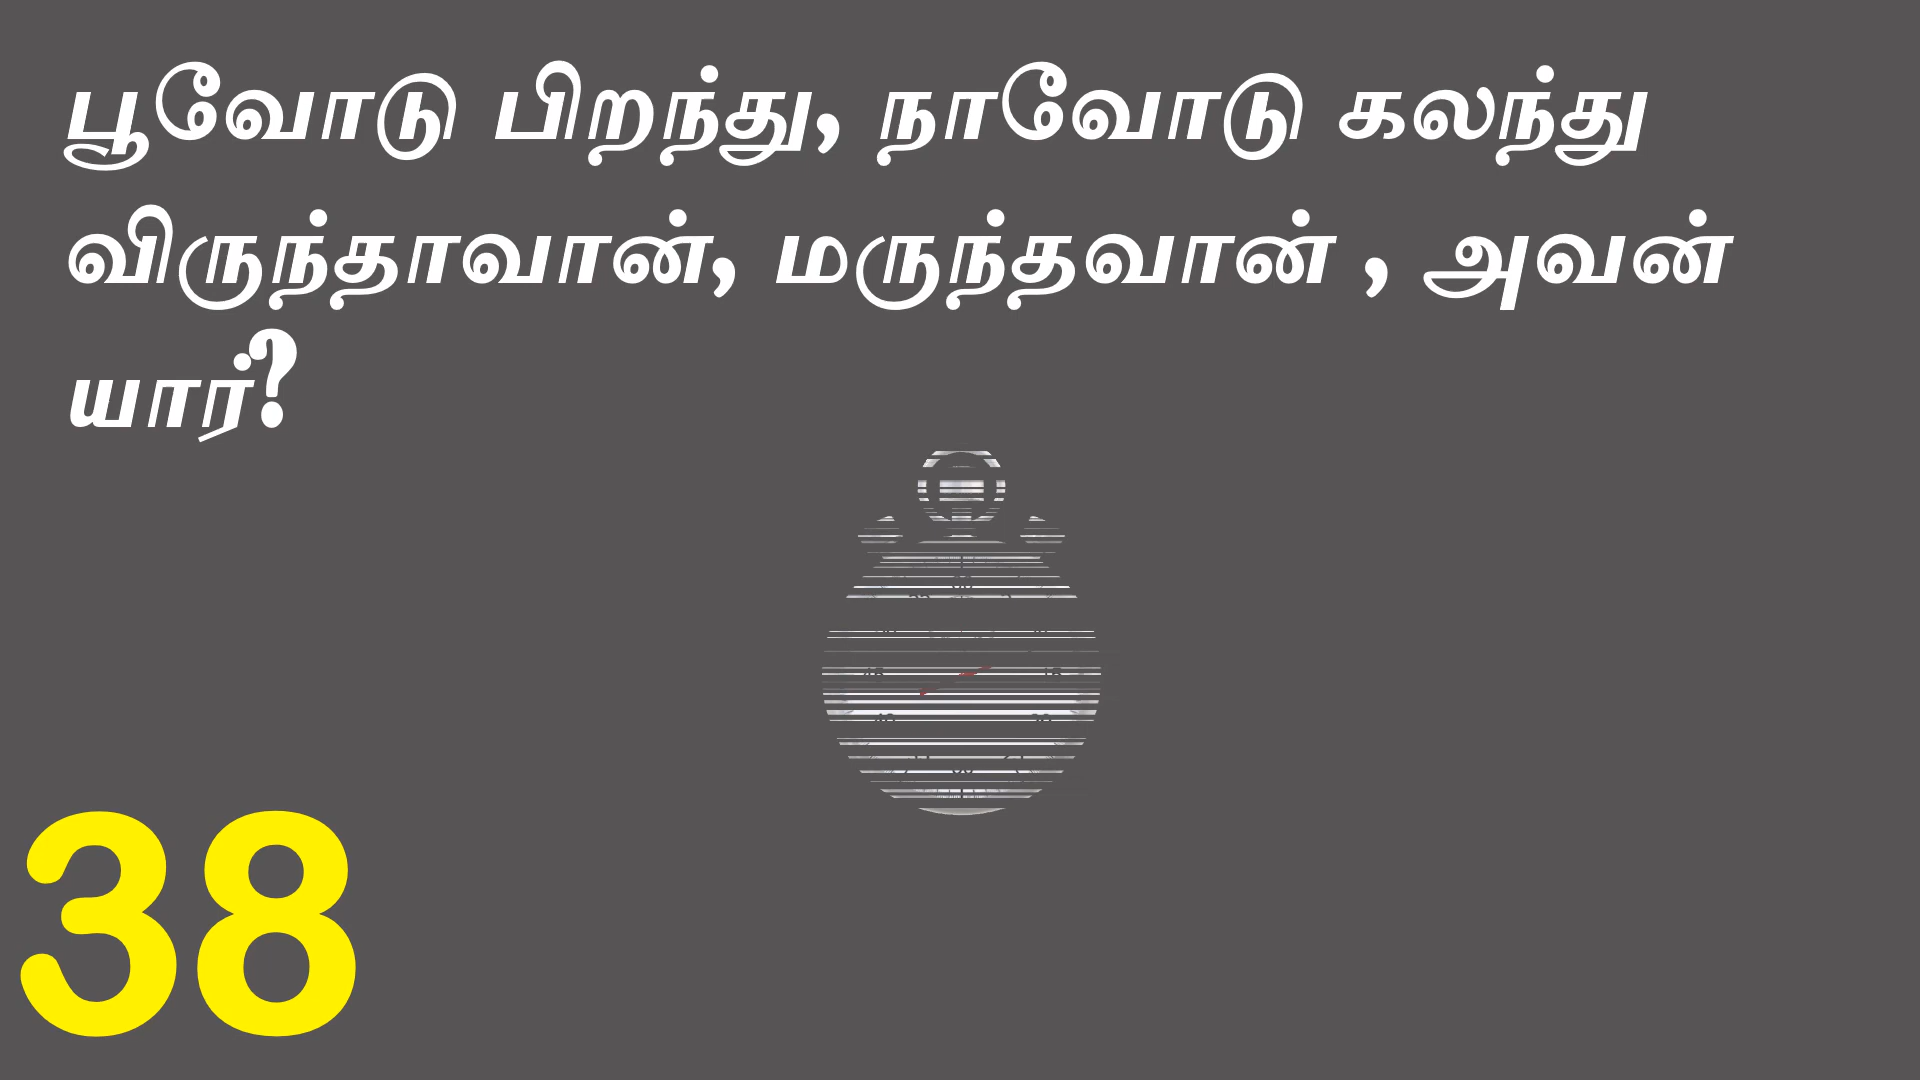 பூவோடு பிறந்து, நாவோடு கலந்து
விருந்தாவான், மருந்தவான் , அவன்
யார்?
38